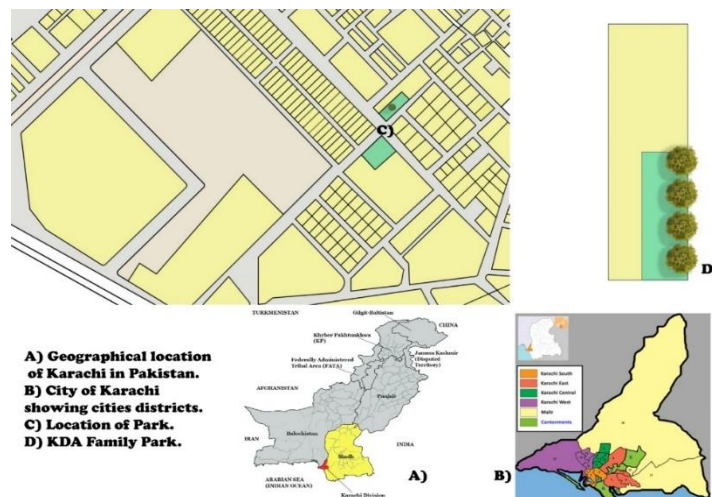 C)
D
A) Geographical location
of Karachi in Pakistan.
B) City of Karachi
showing cities districts.
C) Location of Park.
D) KDA Family Park.
TURKMENISTAN
Gilgit-Baltistan
CHINA
Khyber Pakhtunkhwa
(KP)
Federally Administered
Tribal Area (FATA)
Jammu Kashmir
(Disputed
Territory)
AFGHANISTAN
Punjab
IRAN
Balochistan
INDIA
Sindh
ARABIAN SEA
(INDIAN OCEAN)
Karachi Division
A)
Karachi South
Karachi East
Karachi Central
Karachi West
Malir
Cantonments
B)